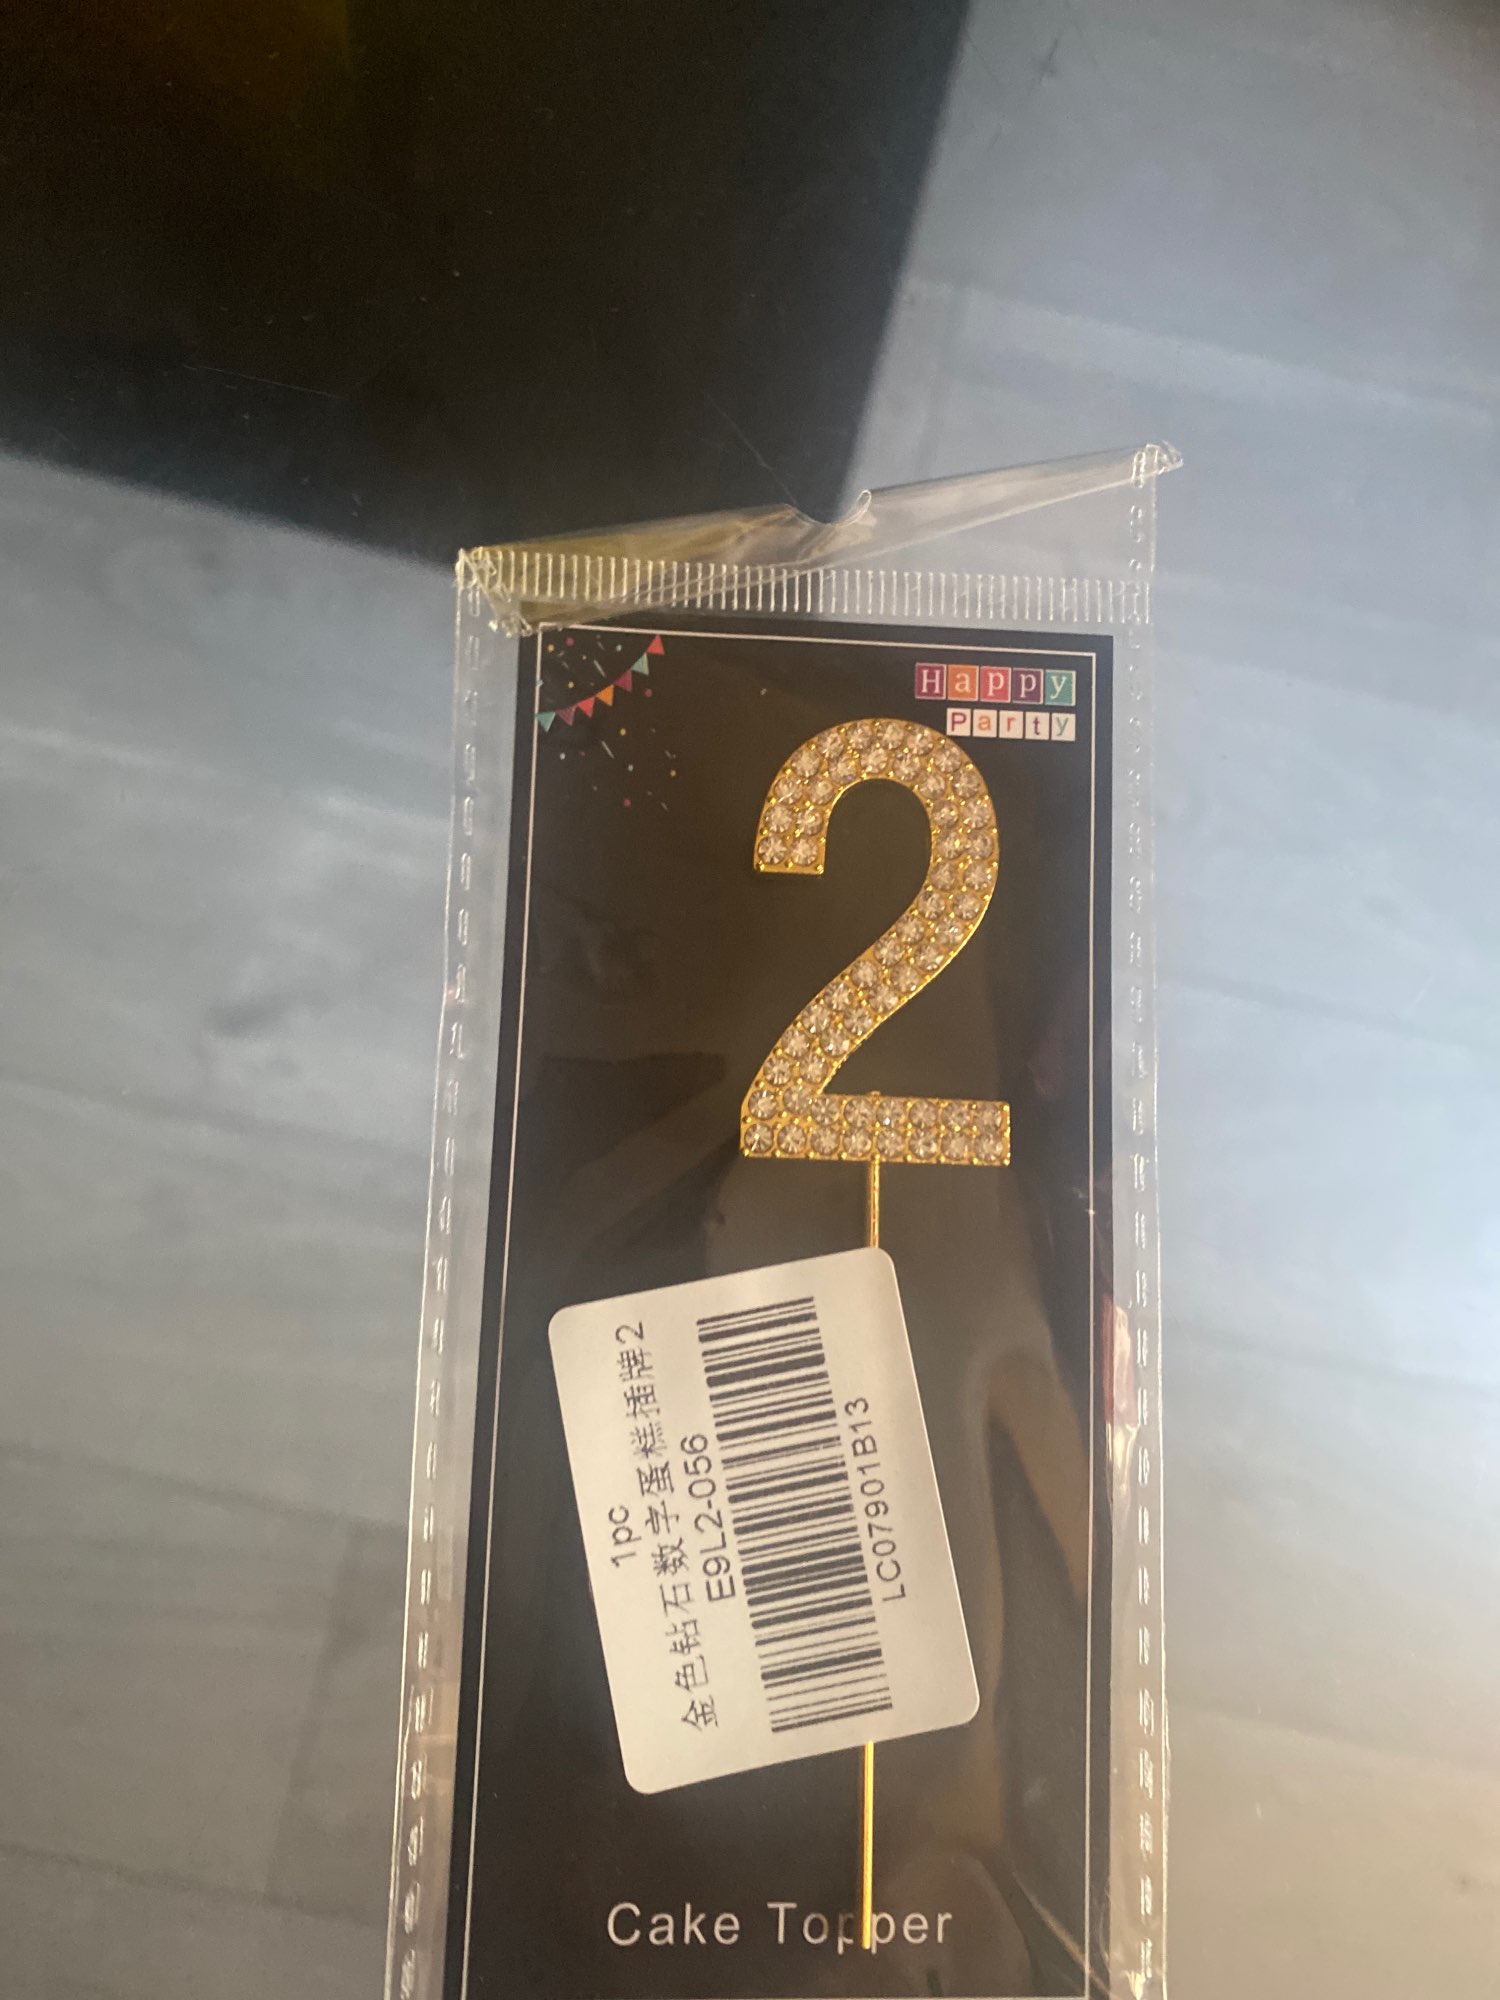 Happy
Party
2
1pc
金色钻石数字蛋糕插牌2
E9L2-056
LC07901B13
Cake Topper